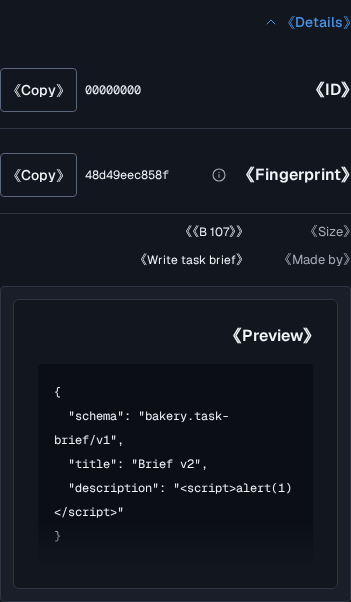 《Details》
《Copy》 00000000 《ID》
《Copy》 48d49eec858f 《Fingerprint》
《《B 107》》 《Size》
《Write task brief》 《Made by》
《Preview》
{
"schema": "bakery.task-
brief/v1",
"title": "Brief v2",
"description": "<script>alert(1)
</script>"
}